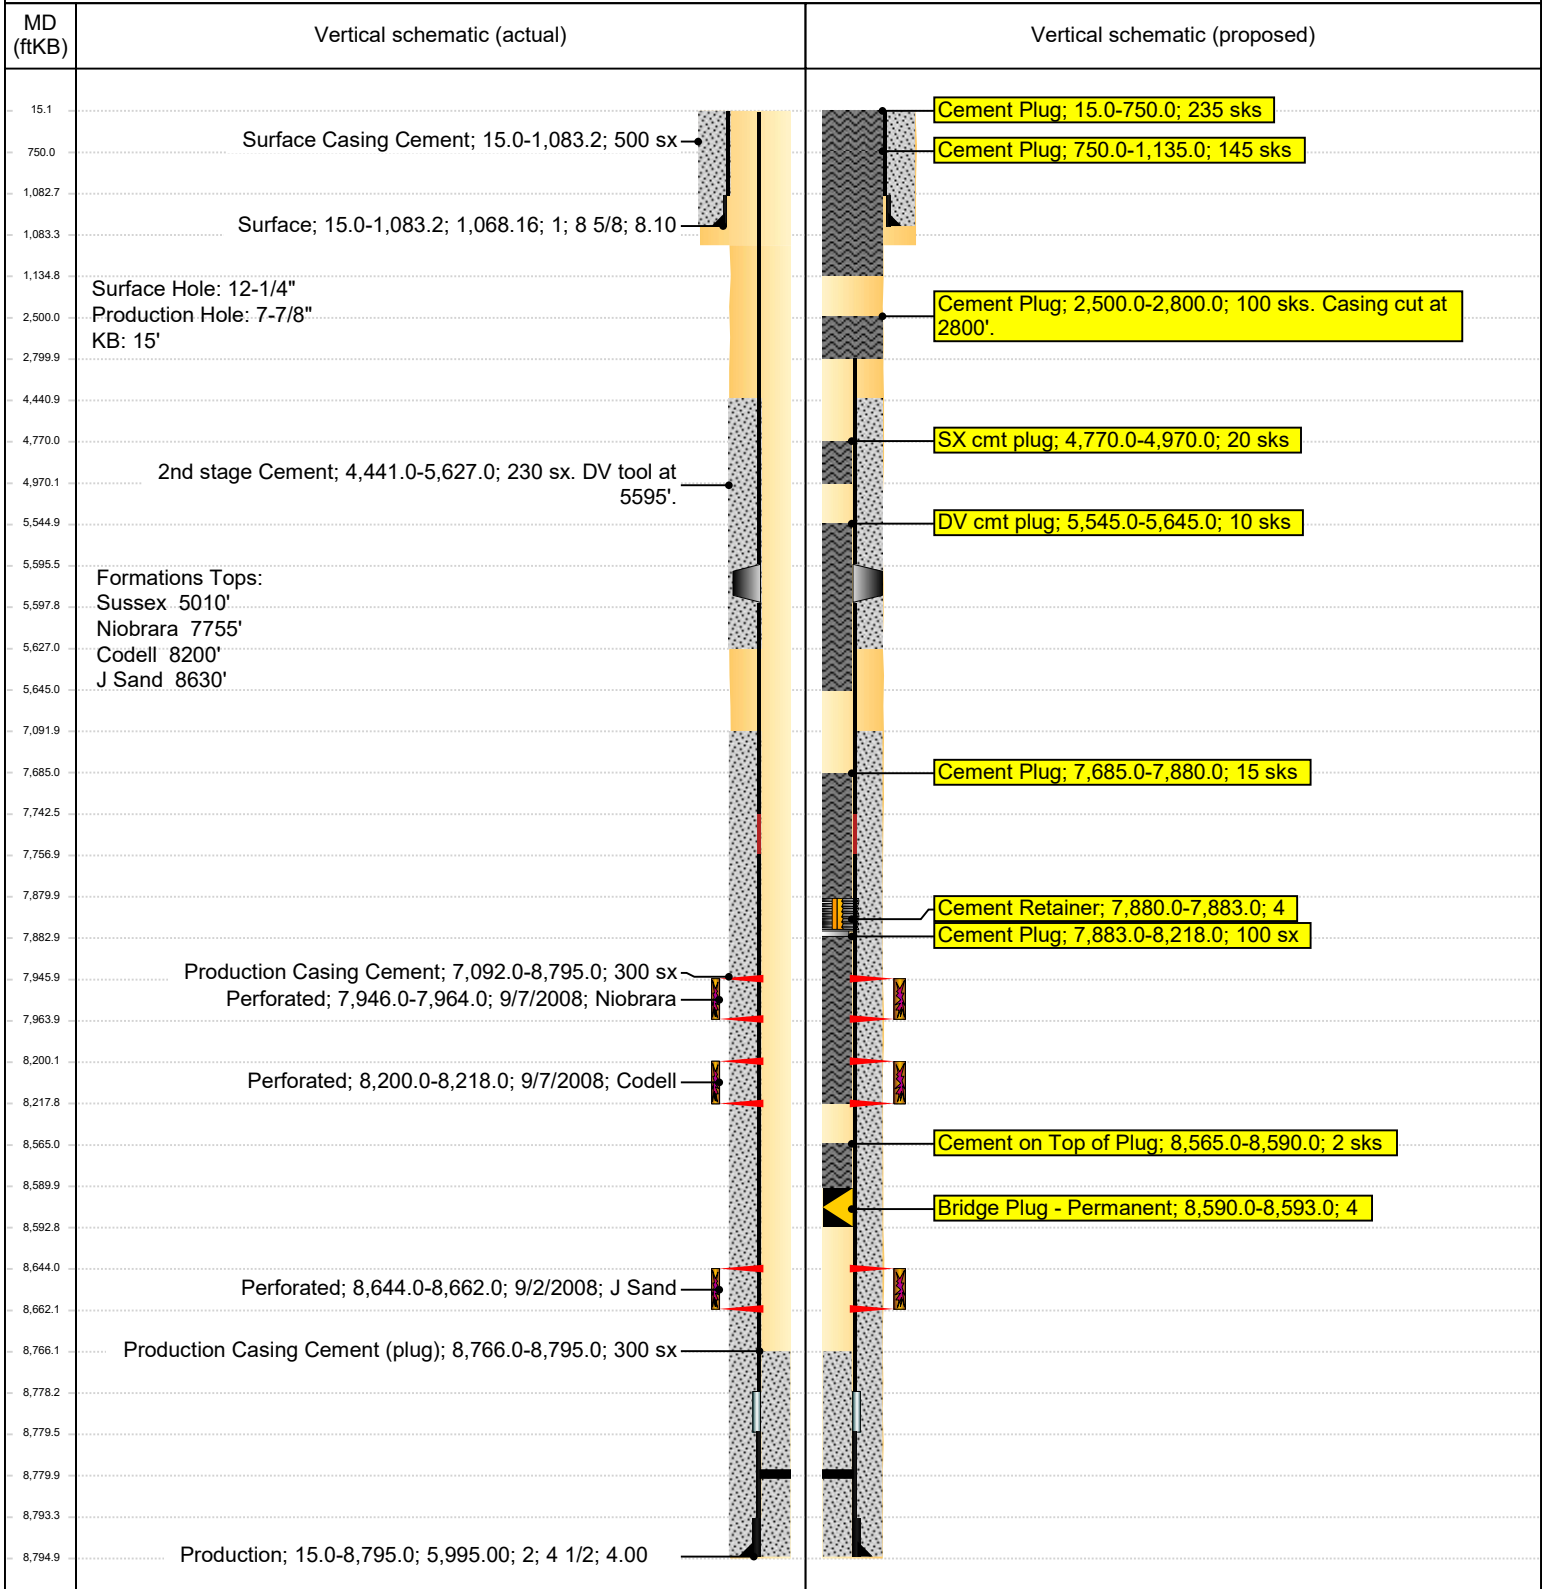 MD
(ftKB)
Vertical schematic (actual)
Vertical schematic (proposed)
15.1
750.0
1,082.7
1,083.3
1,134.8
2,500.0
2,799.9
4,440.9
4,770.0
4,970.1
5,544.9
5,595.5
5,597.8
5,627.0
5,645.0
7,091.9
7,685.0
7,742.5
7,756.9
7,879.9
7,882.9
7,945.9
7,963.9
8,200.1
8,217.8
8,565.0
8,589.9
8,592.8
8,644.0
8,662.1
8,766.1
8,778.2
8,779.5
8,779.9
8,793.3
8,794.9
Surface Casing Cement; 15.0-1,083.2; 500 sx
Surface; 15.0-1,083.2; 1,068.16; 1; 8 5/8; 8.10
Surface Hole: 12-1/4"
Production Hole: 7-7/8"
KB: 15'
2nd stage Cement; 4,441.0-5,627.0; 230 sx. DV tool at
5595'.
Formations Tops:
Sussex 5010'
Niobrara 7755'
Codell 8200'
J Sand 8630'
Production Casing Cement; 7,092.0-8,795.0; 300 sx
Perforated; 7,946.0-7,964.0; 9/7/2008; Niobrara
Perforated; 8,200.0-8,218.0; 9/7/2008; Codell
Perforated; 8,644.0-8,662.0; 9/2/2008; J Sand
Production Casing Cement (plug); 8,766.0-8,795.0; 300 sx
Production; 15.0-8,795.0; 5,995.00; 2; 4 1/2; 4.00
Cement Plug; 15.0-750.0; 235 sks
Cement Plug; 750.0-1,135.0; 145 sks
Cement Plug; 2,500.0-2,800.0; 100 sks. Casing cut at
2800'.
SX cmt plug; 4,770.0-4,970.0; 20 sks
DV cmt plug; 5,545.0-5,645.0; 10 sks
Cement Plug; 7,685.0-7,880.0; 15 sks
Cement Retainer; 7,880.0-7,883.0; 4
Cement Plug; 7,883.0-8,218.0; 100 sx
Cement on Top of Plug; 8,565.0-8,590.0; 2 sks
Bridge Plug - Permanent; 8,590.0-8,593.0; 4